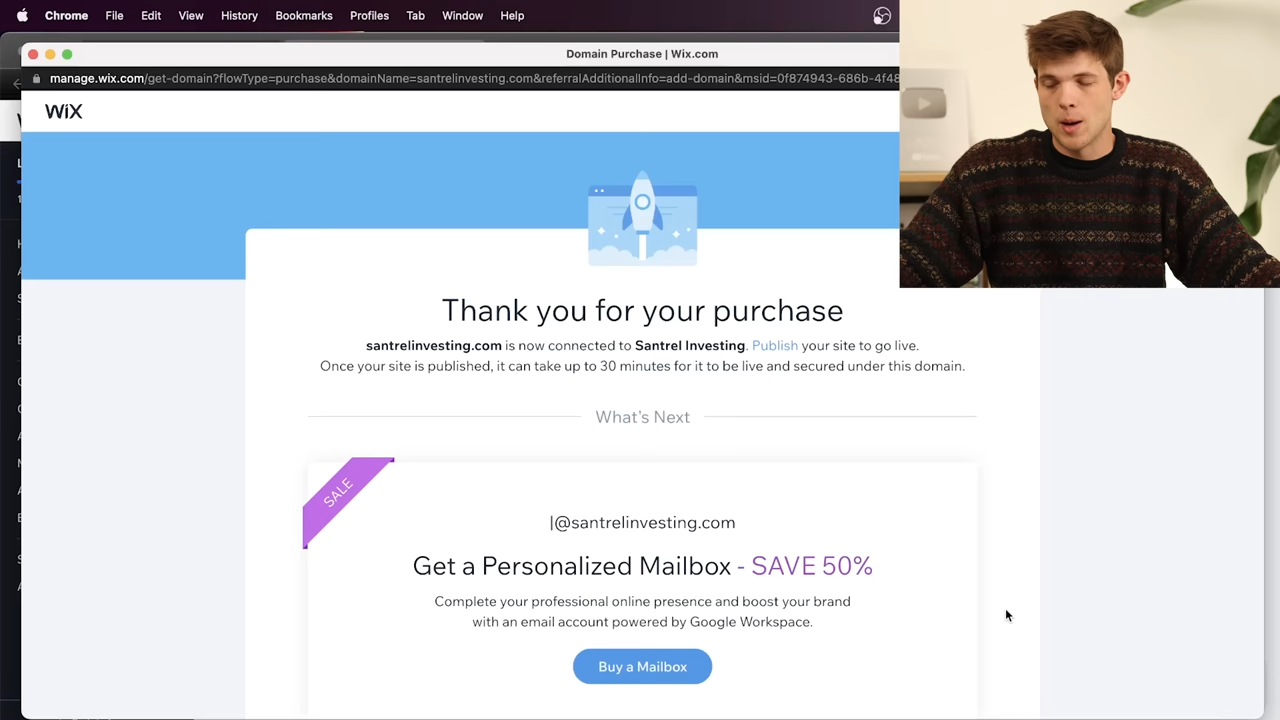 Chrome File Edit View History Bookmarks Profiles Tab Window Help
Domain Purchase | Wix.com
manage.wix.com/get-domain?flowType=purchase&domainName=santrelinvesting.com&referralAdditionalInfo=add-domain&msid=0f874943-686b-4f48
WiX
Thank you for your purchase
santrelinvesting.com is now connected to Santrel Investing. Publish your site to go live.
Once your site is published, it can take up to 30 minutes for it to be live and secured under this domain.
What's Next
SALE
|@santrelinvesting.com
Get a Personalized Mailbox - SAVE 50%
Complete your professional online presence and boost your brand
with an email account powered by Google Workspace.
Buy a Mailbox